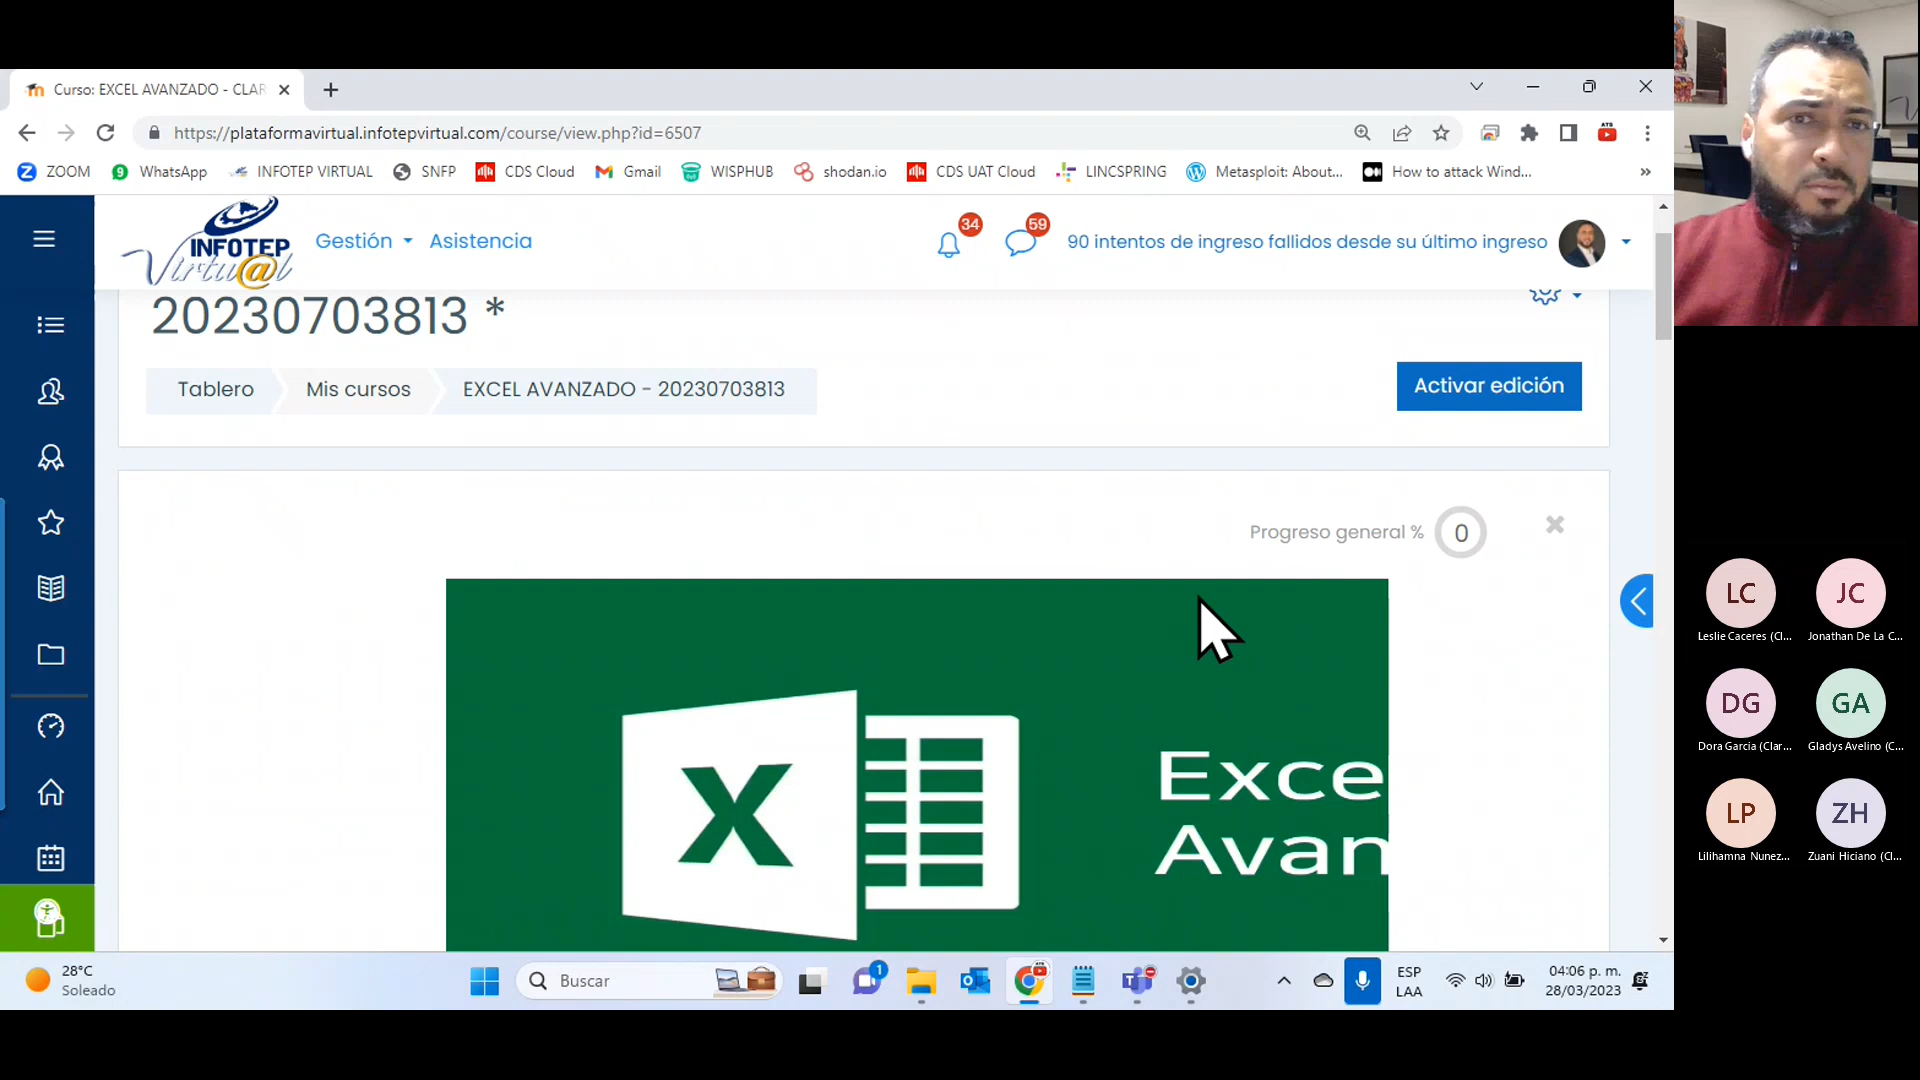 Curso: EXCEL AVANZADO - CLAR
https://plataformavirtual.infotepvirtual.com/course/view.php?id=6507
ATS
ZOOM
9
WhatsApp
INFOTEP VIRTUAL
SNFP
CDS Cloud
Gmail
WISPHUB
shodan.io
CDS UAT Cloud
LINCSPRING
Metasploit: About...
How to attack Wind...
»
INFOTEP
Virtu@l
Gestión
Asistencia
34
59
90 intentos de ingreso fallidos desde su último ingreso
20230703813 *
Tablero
Mis cursos
EXCEL AVANZADO - 20230703813
Activar edición
Progreso general %
0
X
Exce
Avan
LC
Leslie Caceres (Cl...
JC
Jonathan De La C...
DG
Dora Garcia (Clar...
GA
Gladys Avelino (C...
LP
Lilihamna Nunez...
ZH
Zuani Hiciano (Cl...
28°C
Soleado
Buscar
1
ESP
LAA
04:06 p. m.
28/03/2023